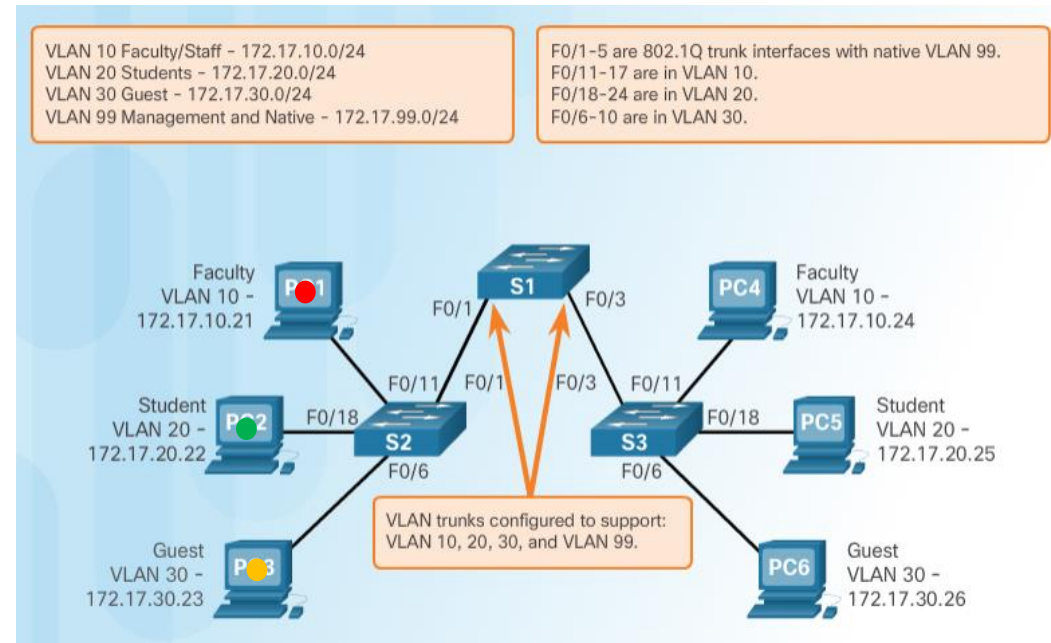 VLAN 10 Faculty/Staff – 172.17.10.0/24
VLAN 20 Students – 172.17.20.0/24
VLAN 30 Guest – 172.17.30.0/24
VLAN 99 Management and Native – 172.17.99.0/24
F0/1-5 are 802.1Q trunk interfaces with native VLAN 99.
F0/11-17 are in VLAN 10.
F0/18-24 are in VLAN 20.
F0/6-10 are in VLAN 30.
Faculty
VLAN 10 –
172.17.10.21
S1
F0/1
F0/3
PC4
Faculty
VLAN 10 –
172.17.10.24
F0/11
F0/1
F0/3
F0/11
Student
VLAN 20 –
172.17.20.22
F0/18
S2
F0/6
S3
F0/6
F0/18
PC5
Student
VLAN 20 –
172.17.20.25
VLAN trunks configured to support:
VLAN 10, 20, 30, and VLAN 99.
Guest
VLAN 30 –
172.17.30.23
PC6
Guest
VLAN 30 –
172.17.30.26